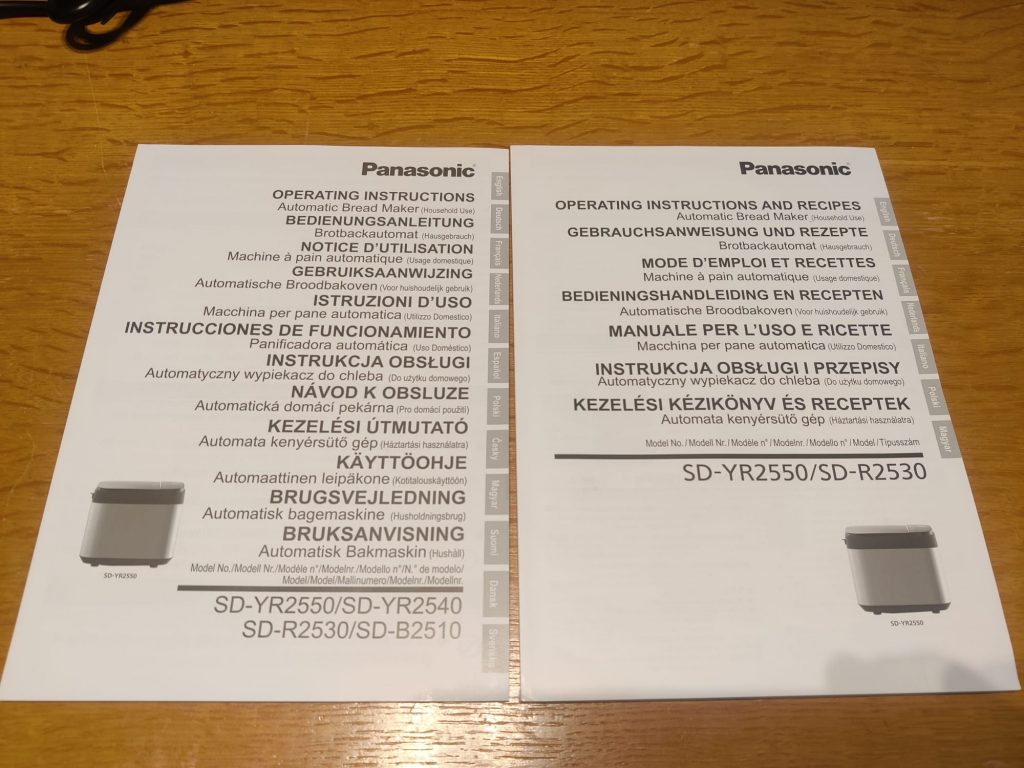 Panasonic
OPERATING INSTRUCTIONS
Automatic Bread Maker (Household Use)
BEDIENUNGSANLEITUNG
Brotbackautomat (Hausgebrauch)
NOTICE D'UTILISATION
Machine à pain automatique (Usage domestique)
GEBRUIKSAANWIJZING
Automatische Broodbakoven (Voor huishoudelijk gebruik)
ISTRUZIONI D'USO
Macchina per pane automatica (Utilizzo Domestico)
INSTRUCCIONES DE FUNCIONAMIENTO
Panificadora automática (Uso Doméstico)
INSTRUKCJA OBSŁUGI
Automatyczny wypiekacz do chleba (Do użytku domowego)
NÁVOD K OBSLUZE
Automatická domácí pekárna (Pro domácí použití)
KEZELÉSI ÚTMUTATÓ
Automata kenyérsütő gép (Háztartási használatra)
KÄYTTÖOHJE
Automaattinen leipäkone (Kotitalouskäyttöön)
BRUGSVEJLEDNING
Automatisk bagemaskine (Husholdningsbrug)
BRUKSANVISNING
Automatisk Bakmaskin (Hushåll)
Model No./Modell Nr./Modèle n°/Modelnr./Modello n°/N.° de modelo/
Model/Model/Mallinumero/Modelnr./Modellnr.
SD-YR2550/SD-YR2540
SD-R2530/SD-B2510
SD-YR2550
English
Deutsch
Français
Nederlands
Italiano
Español
Polski
Česky
Magyar
Suomi
Dansk
Svenska
Panasonic
OPERATING INSTRUCTIONS AND RECIPES
Automatic Bread Maker (Household Use)
GEBRAUCHSANWEISUNG UND REZEPTE
Brotbackautomat (Hausgebrauch)
MODE D'EMPLOI ET RECETTES
Machine à pain automatique (Usage domestique)
BEDIENINGSHANDLEIDING EN RECEPTEN
Automatische Broodbakoven (Voor huishoudelijk gebruik)
MANUALE PER L'USO E RICETTE
Macchina per pane automatica (Utilizzo Domestico)
INSTRUKCJA OBSŁUGI I PRZEPISY
Automatyczny wypiekacz do chleba (Do użytku domowego)
KEZELÉSI KÉZIKÖNYV ÉS RECEPTEK
Automata kenyérsütő gép (Háztartási használatra)
Model No./Modell Nr./Modèle n°/Modelnr./Modello n°/Model/Típusszám
SD-YR2550/SD-R2530
SD-YR2550
English
Deutsch
Français
Nederlands
Italiano
Polski
Magyar